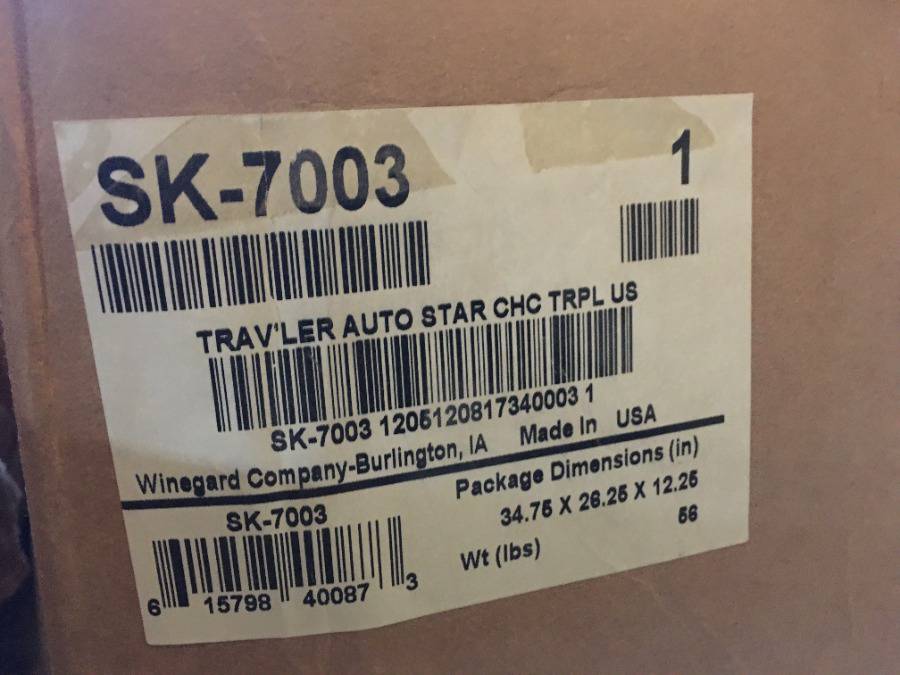 SK-7003
1
TRAV'LER AUTO STAR CHC TRPL US
SK-7003 1205120817340003 1
Winegard Company-Burlington, IA Made In USA
SK-7003
Package Dimensions (in)
34.75 X 26.25 X 12.25
Wt (lbs) 56
6 15798 40087 3